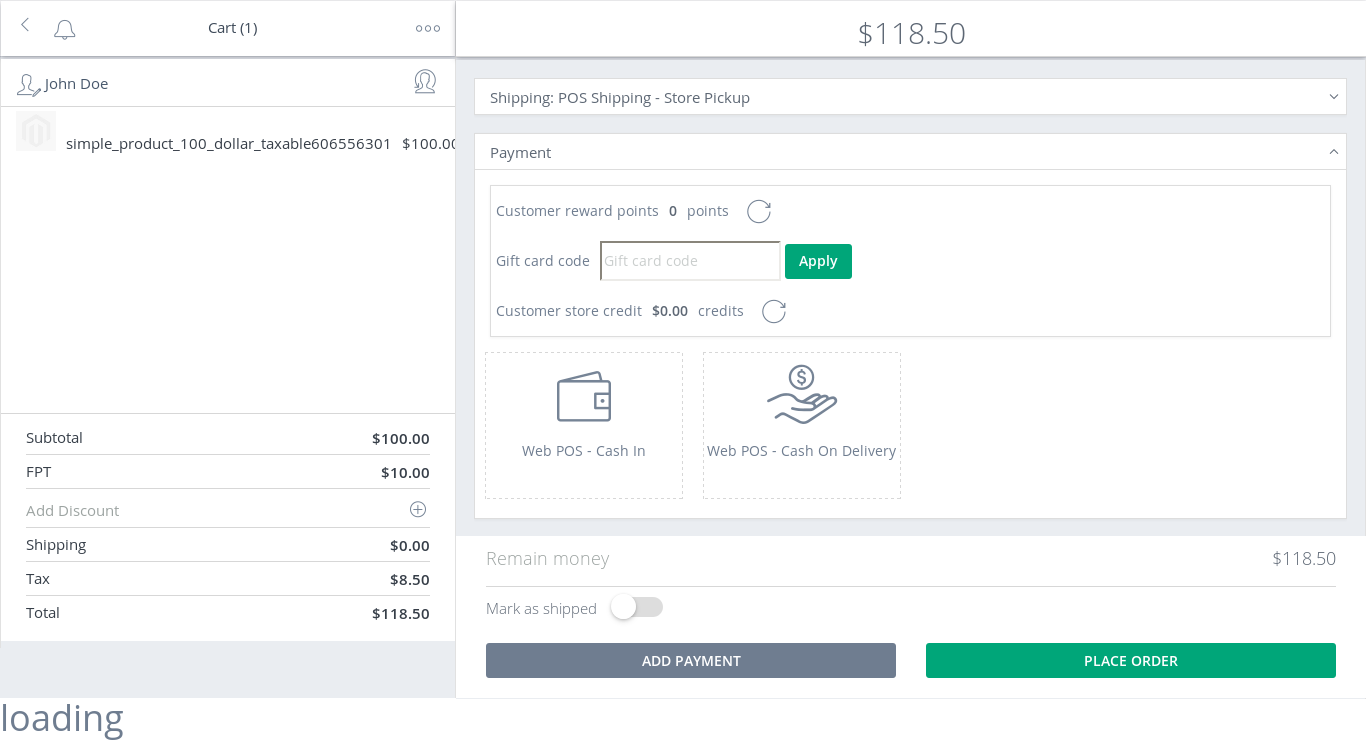 Cart (1)
John Doe
simple_product_100_dollar_taxable606556301 $100.00
Subtotal $100.00
FPT $10.00
Add Discount
Shipping $0.00
Tax $8.50
Total $118.50
loading
$118.50
Shipping: POS Shipping - Store Pickup
Payment
Customer reward points 0 points
Gift card code Gift card code Apply
Customer store credit $0.00 credits
Web POS - Cash In Web POS - Cash On Delivery
Remain money $118.50
Mark as shipped
ADD PAYMENT PLACE ORDER